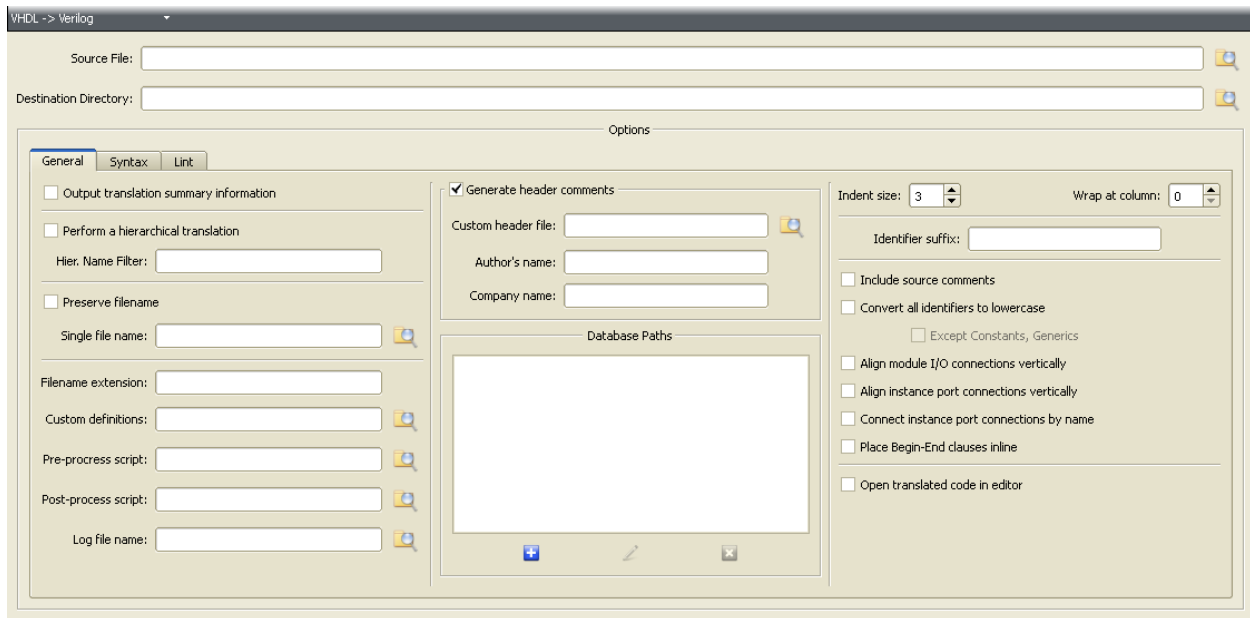 VHDL -> Verilog
Source File:
Destination Directory:
Options
General Syntax Lint
Output translation summary information
Perform a hierarchical translation
Hier. Name Filter:
Preserve filename
Single file name:
Filename extension:
Custom definitions:
Pre-procress script:
Post-process script:
Log file name:
Generate header comments
Custom header file:
Author's name:
Company name:
Database Paths
Indent size: 3 Wrap at column: 0
Identifier suffix:
Include source comments
Convert all identifiers to lowercase
Except Constants, Generics
Align module I/O connections vertically
Align instance port connections vertically
Connect instance port connections by name
Place Begin-End clauses inline
Open translated code in editor